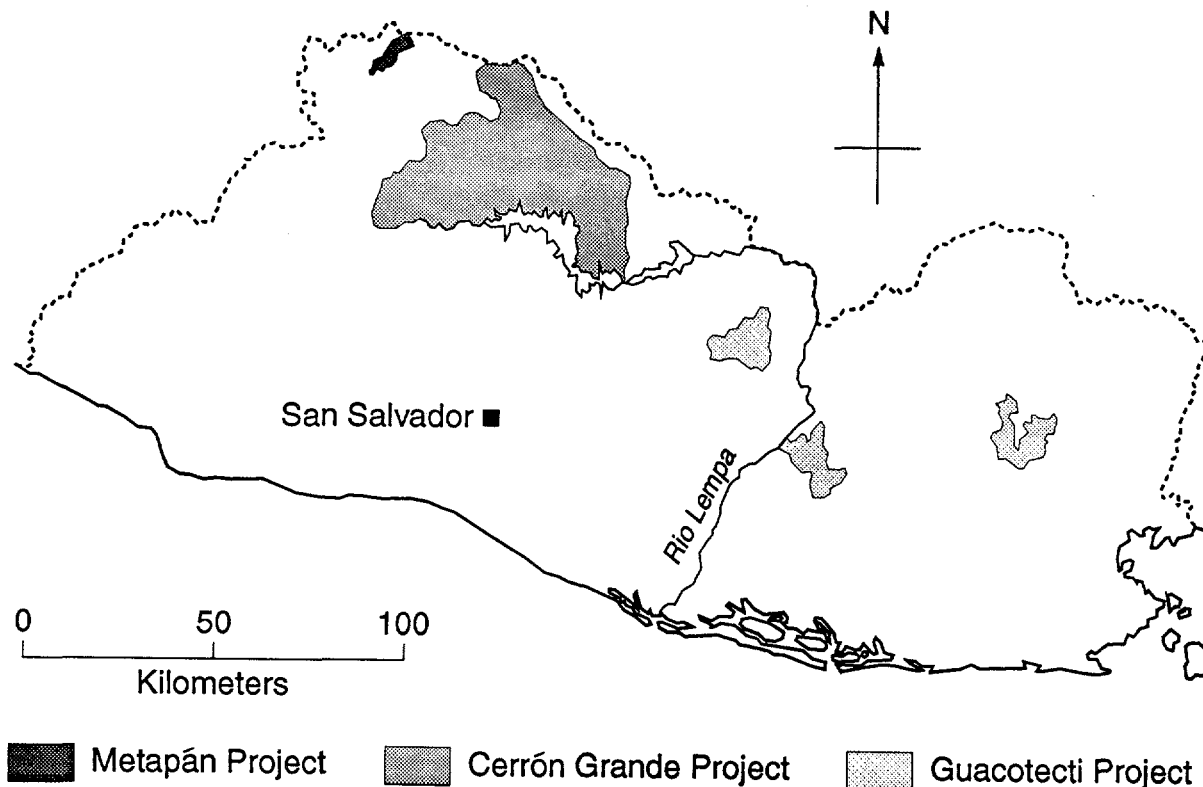 N
San Salvador
Rio Lempa
0 50 100
Kilometers
Metapán Project Cerrón Grande Project Guacotecti Project